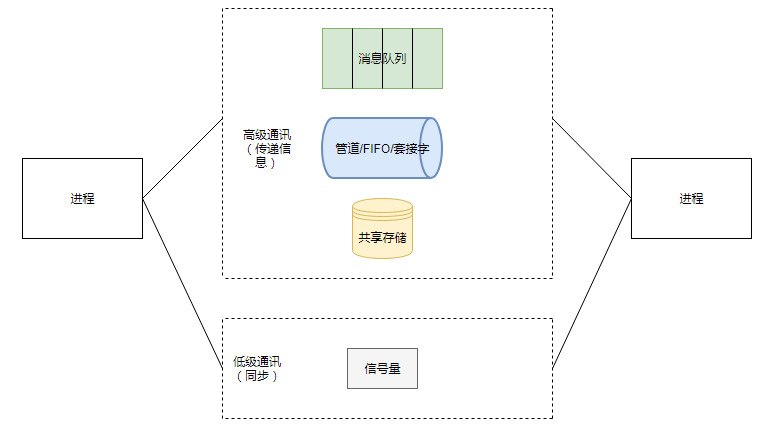 消息队列
高级通讯
（传递信
息）
管道/FIFO/套接字
进程
进程
共享存储
低级通讯
（同步）
信号量